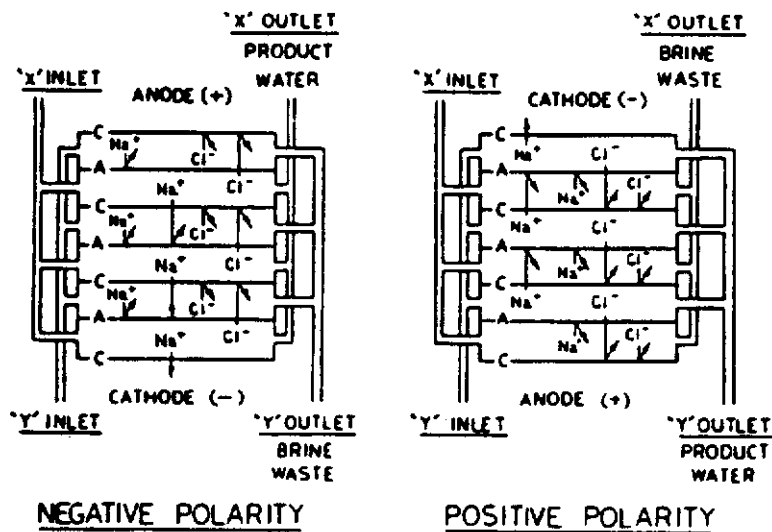 'X' OUTLET
PRODUCT
WATER
'X' INLET
ANODE (+)
C
Na⁺ Cl⁻
A
Na⁺ Cl⁻
C
Na⁺ Cl⁻
A
Na⁺ Cl⁻
C
Na⁺ Cl⁻
A
Na⁺ Cl⁻
C
CATHODE (−)
'Y' INLET
'Y' OUTLET
BRINE
WASTE
NEGATIVE POLARITY
'X' OUTLET
BRINE
WASTE
'X' INLET
CATHODE (-)
C
Na⁺ Cl⁻
A
Na⁺ Cl⁻
C
Na⁺ Cl⁻
A
Na⁺ Cl⁻
C
Na⁺ Cl⁻
A
Na⁺ Cl⁻
C
ANODE (+)
'Y' INLET
'Y' OUTLET
PRODUCT
WATER
POSITIVE POLARITY